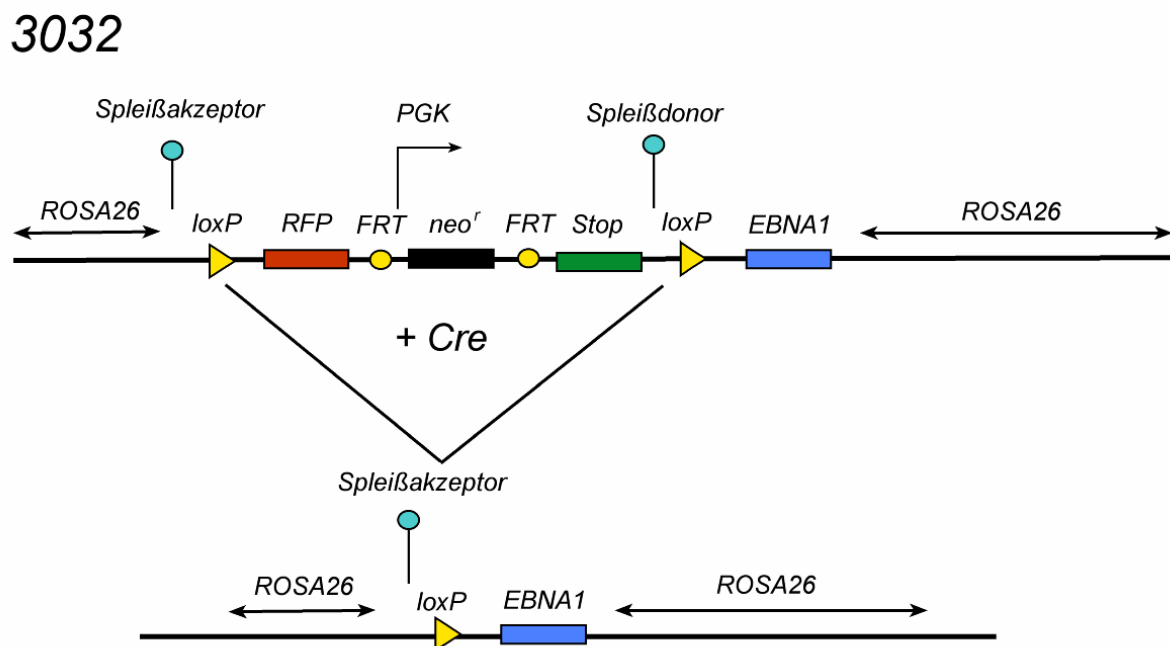 3032
Spleißakzeptor
PGK
Spleißdonor
ROSA26
loxP
RFP
FRT
neo^r
FRT
Stop
loxP
EBNA1
ROSA26
+ Cre
Spleißakzeptor
ROSA26
loxP
EBNA1
ROSA26